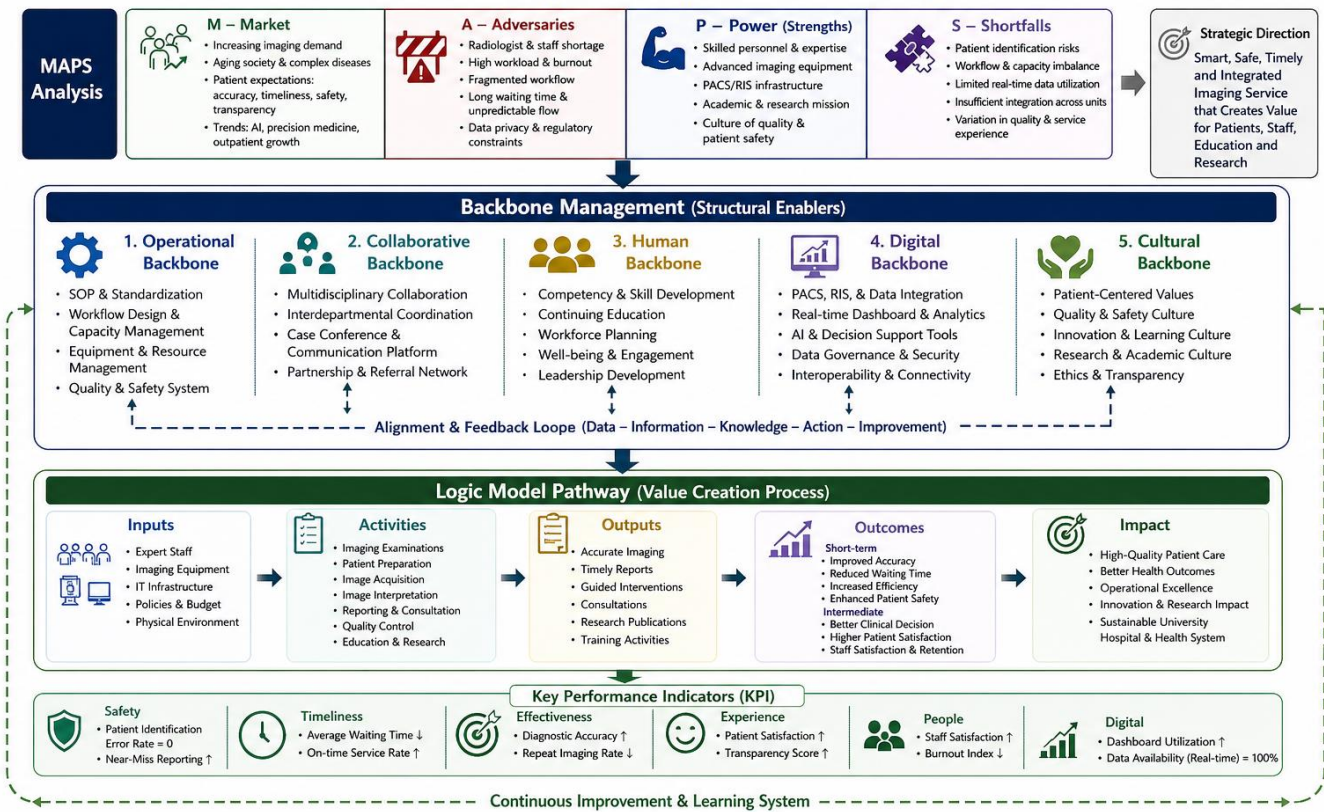 MAPS
Analysis
M – Market
• Increasing imaging demand
• Aging society & complex diseases
• Patient expectations:
accuracy, timeliness, safety,
transparency
• Trends: AI, precision medicine,
outpatient growth
A – Adversaries
• Radiologist & staff shortage
• High workload & burnout
• Fragmented workflow
• Long waiting time &
unpredictable flow
• Data privacy & regulatory
constraints
P – Power (Strengths)
• Skilled personnel & expertise
• Advanced imaging equipment
• PACS/RIS infrastructure
• Academic & research mission
• Culture of quality &
patient safety
S – Shortfalls
• Patient identification risks
• Workflow & capacity imbalance
• Limited real-time data utilization
• Insufficient integration across units
• Variation in quality & service
experience
Strategic Direction
Smart, Safe, Timely
and Integrated
Imaging Service
that Creates Value
for Patients, Staff,
Education and
Research
Backbone Management (Structural Enablers)
1. Operational
Backbone
• SOP & Standardization
• Workflow Design &
Capacity Management
• Equipment & Resource
Management
• Quality & Safety System
2. Collaborative
Backbone
• Multidisciplinary Collaboration
• Interdepartmental Coordination
• Case Conference &
Communication Platform
• Partnership & Referral Network
3. Human
Backbone
• Competency & Skill Development
• Continuing Education
• Workforce Planning
• Well-being & Engagement
• Leadership Development
4. Digital
Backbone
• PACS, RIS, & Data Integration
• Real-time Dashboard & Analytics
• AI & Decision Support Tools
• Data Governance & Security
• Interoperability & Connectivity
5. Cultural
Backbone
• Patient-Centered Values
• Quality & Safety Culture
• Innovation & Learning Culture
• Research & Academic Culture
• Ethics & Transparency
Alignment & Feedback Loope (Data – Information – Knowledge – Action – Improvement)
Logic Model Pathway (Value Creation Process)
Inputs
• Expert Staff
• Imaging Equipment
• IT Infrastructure
• Policies & Budget
• Physical Environment
Activities
• Imaging Examinations
• Patient Preparation
• Image Acquisition
• Image Interpretation
• Reporting & Consultation
• Quality Control
• Education & Research
Outputs
• Accurate Imaging
• Timely Reports
• Guided Interventions
• Consultations
• Research Publications
• Training Activities
Outcomes
Short-term
• Improved Accuracy
• Reduced Waiting Time
• Increased Efficiency
• Enhanced Patient Safety
Intermediate
• Better Clinical Decision
• Higher Patient Satisfaction
• Staff Satisfaction & Retention
Impact
• High-Quality Patient Care
• Better Health Outcomes
• Operational Excellence
• Innovation & Research Impact
• Sustainable University
Hospital & Health System
Key Performance Indicators (KPI)
Safety
• Patient Identification
Error Rate = 0
• Near-Miss Reporting ↑
Timeliness
• Average Waiting Time ↓
• On-time Service Rate ↑
Effectiveness
• Diagnostic Accuracy ↑
• Repeat Imaging Rate ↓
Experience
• Patient Satisfaction ↑
• Transparency Score ↑
People
• Staff Satisfaction ↑
• Burnout Index ↓
Digital
• Dashboard Utilization ↑
• Data Availability (Real-time) = 100%
Continuous Improvement & Learning System